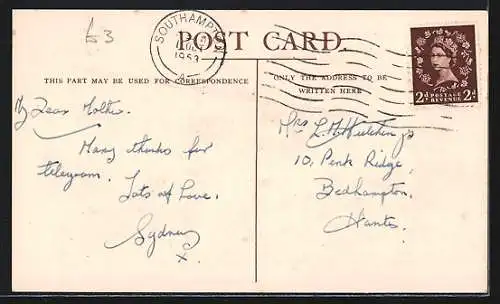 £3
SOUTHAMPTON
1953
POST CARD.
2d POSTAGE REVENUE 2d
THIS PART MAY BE USED FOR CORRESPONDENCE
ONLY THE ADDRESS TO BE
WRITTEN HERE
My Dear Mother.
Many thanks for
telegram.
Lots of Love.
Sydney
x
Mrs L. M. Hutchings
10, Penk Ridge,
Bedhampton,
Hants.